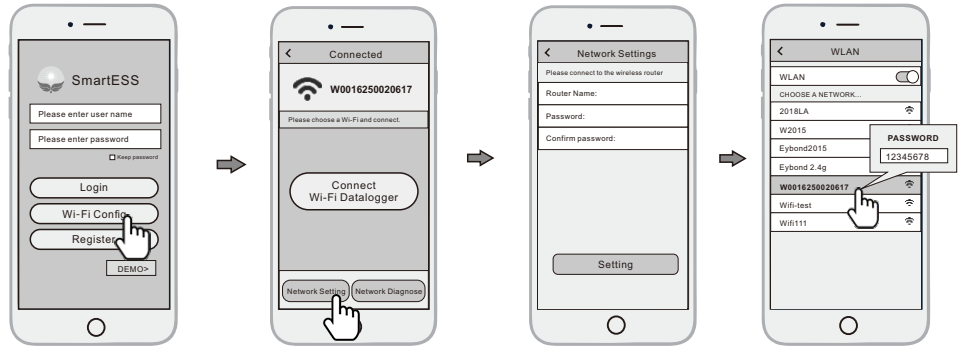 SmartESS
Please enter user name
Please enter password
Keep password
Login
Wi-Fi Config
Register
DEMO>
Connected
W0016250020617
Please choose a Wi-Fi and connect.
Connect
Wi-Fi Datalogger
Network Setting
Network Diagnose
Network Settings
Please connect to the wireless router
Router Name:
Password:
Confirm password:
Setting
WLAN
WLAN
CHOOSE A NETWORK...
2018LA
W2015
Eybond2015
Eybond 2.4g
W0016250020617
Wifi-test
Wifi111
PASSWORD
12345678